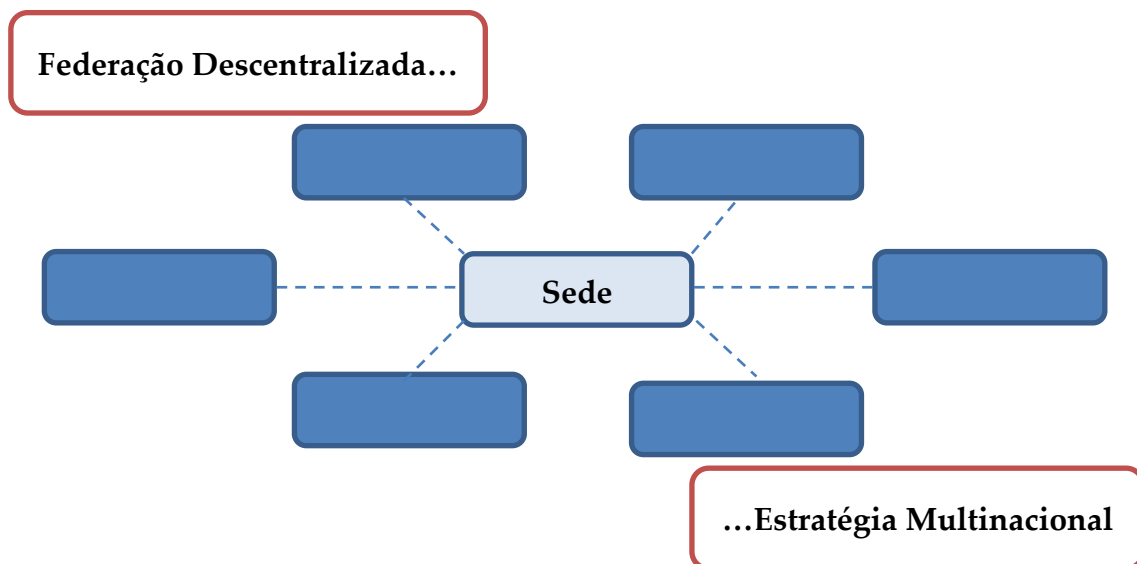 Federação Descentralizada…
Sede
…Estratégia Multinacional